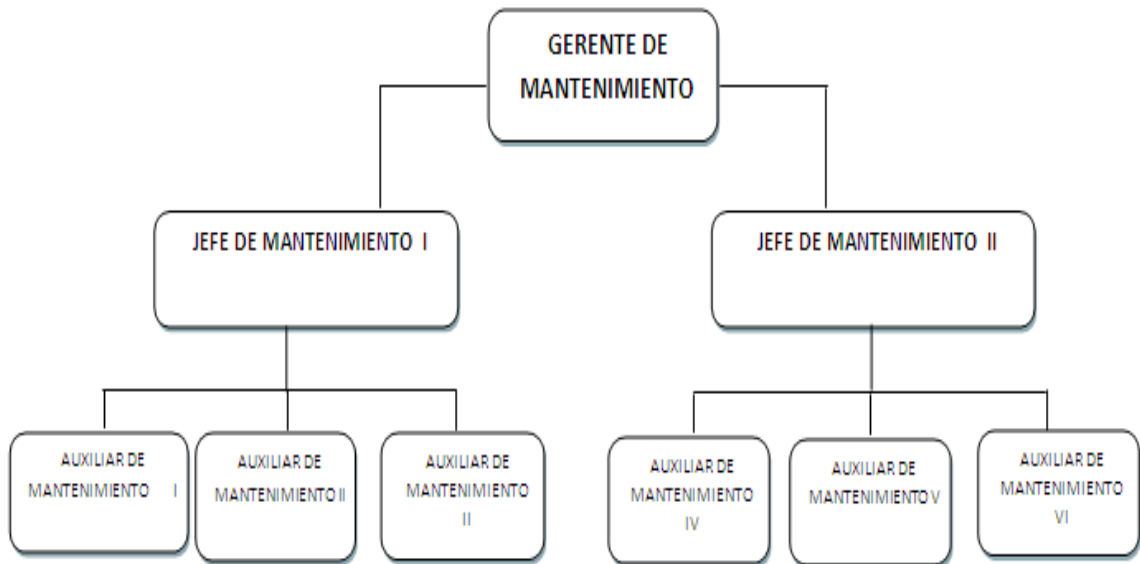 GERENTE DE
MANTENIMIENTO
JEFE DE MANTENIMIENTO I
JEFE DE MANTENIMIENTO II
AUXILIAR DE
MANTENIMIENTO I
AUXILIAR DE
MANTENIMIENTO II
AUXILIAR DE
MANTENIMIENTO
II
AUXILIAR DE
MANTENIMIENTO
IV
AUXILIAR DE
MANTENIMIENTO V
AUXILIAR DE
MANTENIMIENTO
VI